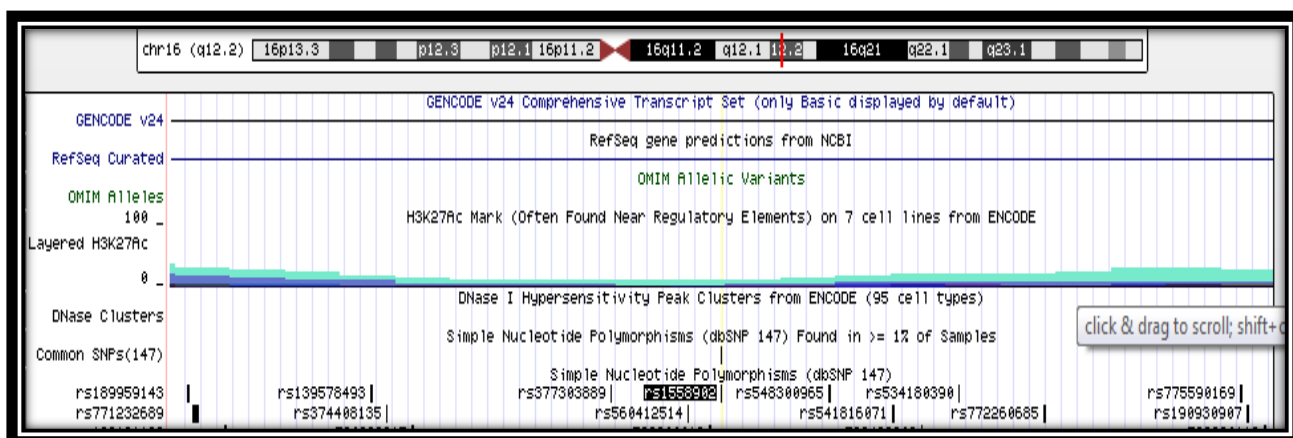 chr16 (q12.2) 16p13.3 p12.3 p12.1 16p11.2 16q11.2 q12.1 12.2 16q21 q22.1 q23.1
GENCODE v24 Comprehensive Transcript Set (only Basic displayed by default)
GENCODE v24
RefSeq gene predictions from NCBI
RefSeq Curated
OMIM Allelic Variants
OMIM Alleles
100 _ H3K27Ac Mark (Often Found Near Regulatory Elements) on 7 cell lines from ENCODE
Layered H3K27Ac
0 _
DNase I Hypersensitivity Peak Clusters from ENCODE (95 cell types)
DNase Clusters
click & drag to scroll; shift+c
Simple Nucleotide Polymorphisms (dbSNP 147) Found in >= 1% of Samples
Common SNPs(147)
Simple Nucleotide Polymorphisms (dbSNP 147)
rs189959143 rs139578493 rs377303889 rs1558902 rs548300965 rs534180390 rs775590169
rs771232689 rs374408135 rs560412514 rs541816071 rs772260685 rs190930907